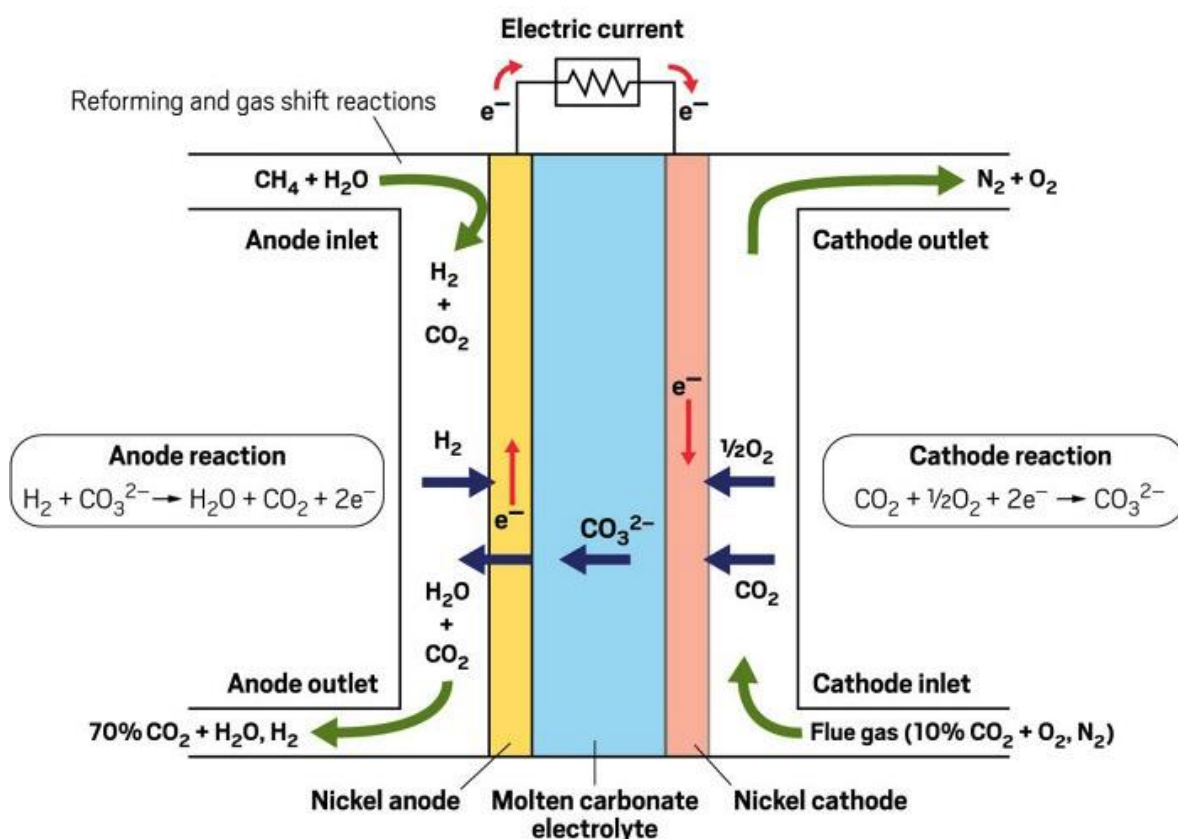 Electric current
e⁻
e⁻
Reforming and gas shift reactions
CH₄ + H₂O
N₂ + O₂
Anode inlet
Cathode outlet
H₂
+
CO₂
e⁻
H₂
½O₂
Anode reaction
H₂ + CO₃²⁻ → H₂O + CO₂ + 2e⁻
Cathode reaction
CO₂ + ½O₂ + 2e⁻ → CO₃²⁻
e⁻
CO₃²⁻
H₂O
+
CO₂
CO₂
Anode outlet
Cathode inlet
70% CO₂ + H₂O, H₂
Flue gas (10% CO₂ + O₂, N₂)
Nickel anode
Molten carbonate
electrolyte
Nickel cathode